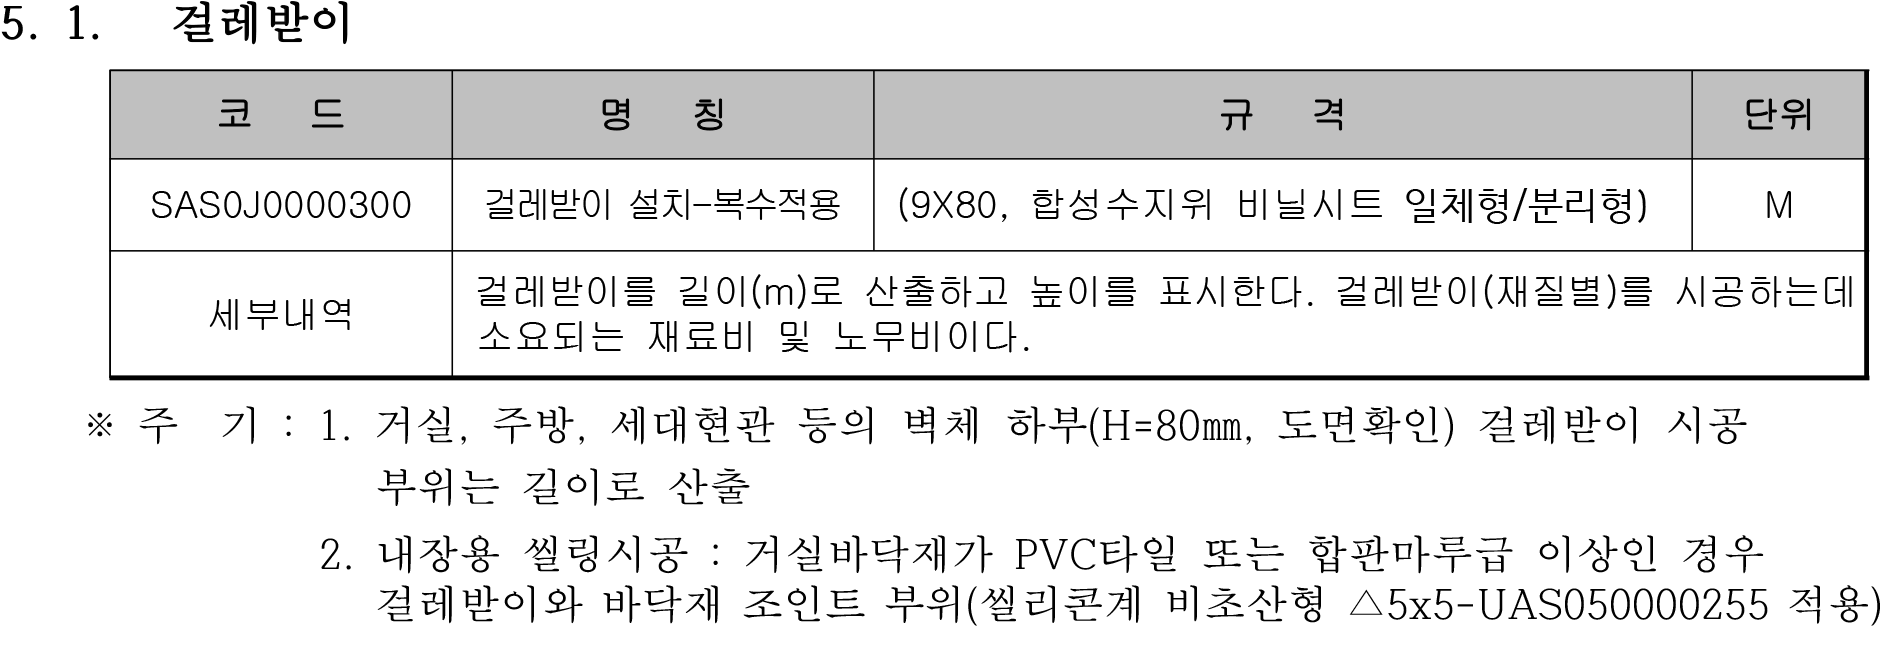 5. 1. 걸레받이
코 드 명 칭 규 격 단위
SAS0J0000300 걸레받이 설치-복수적용 (9X80, 합성수지위 비닐시트 일체형/분리형) M
세부내역 걸레받이를 길이(m)로 산출하고 높이를 표시한다. 걸레받이(재질별)를 시공하는데
소요되는 재료비 및 노무비이다.
※ 주 기 : 1. 거실, 주방, 세대현관 등의 벽체 하부(H=80㎜, 도면확인) 걸레받이 시공
부위는 길이로 산출
2. 내장용 씰링시공 : 거실바닥재가 PVC타일 또는 합판마루급 이상인 경우
걸레받이와 바닥재 조인트 부위(씰리콘계 비초산형 △5x5-UAS050000255 적용)